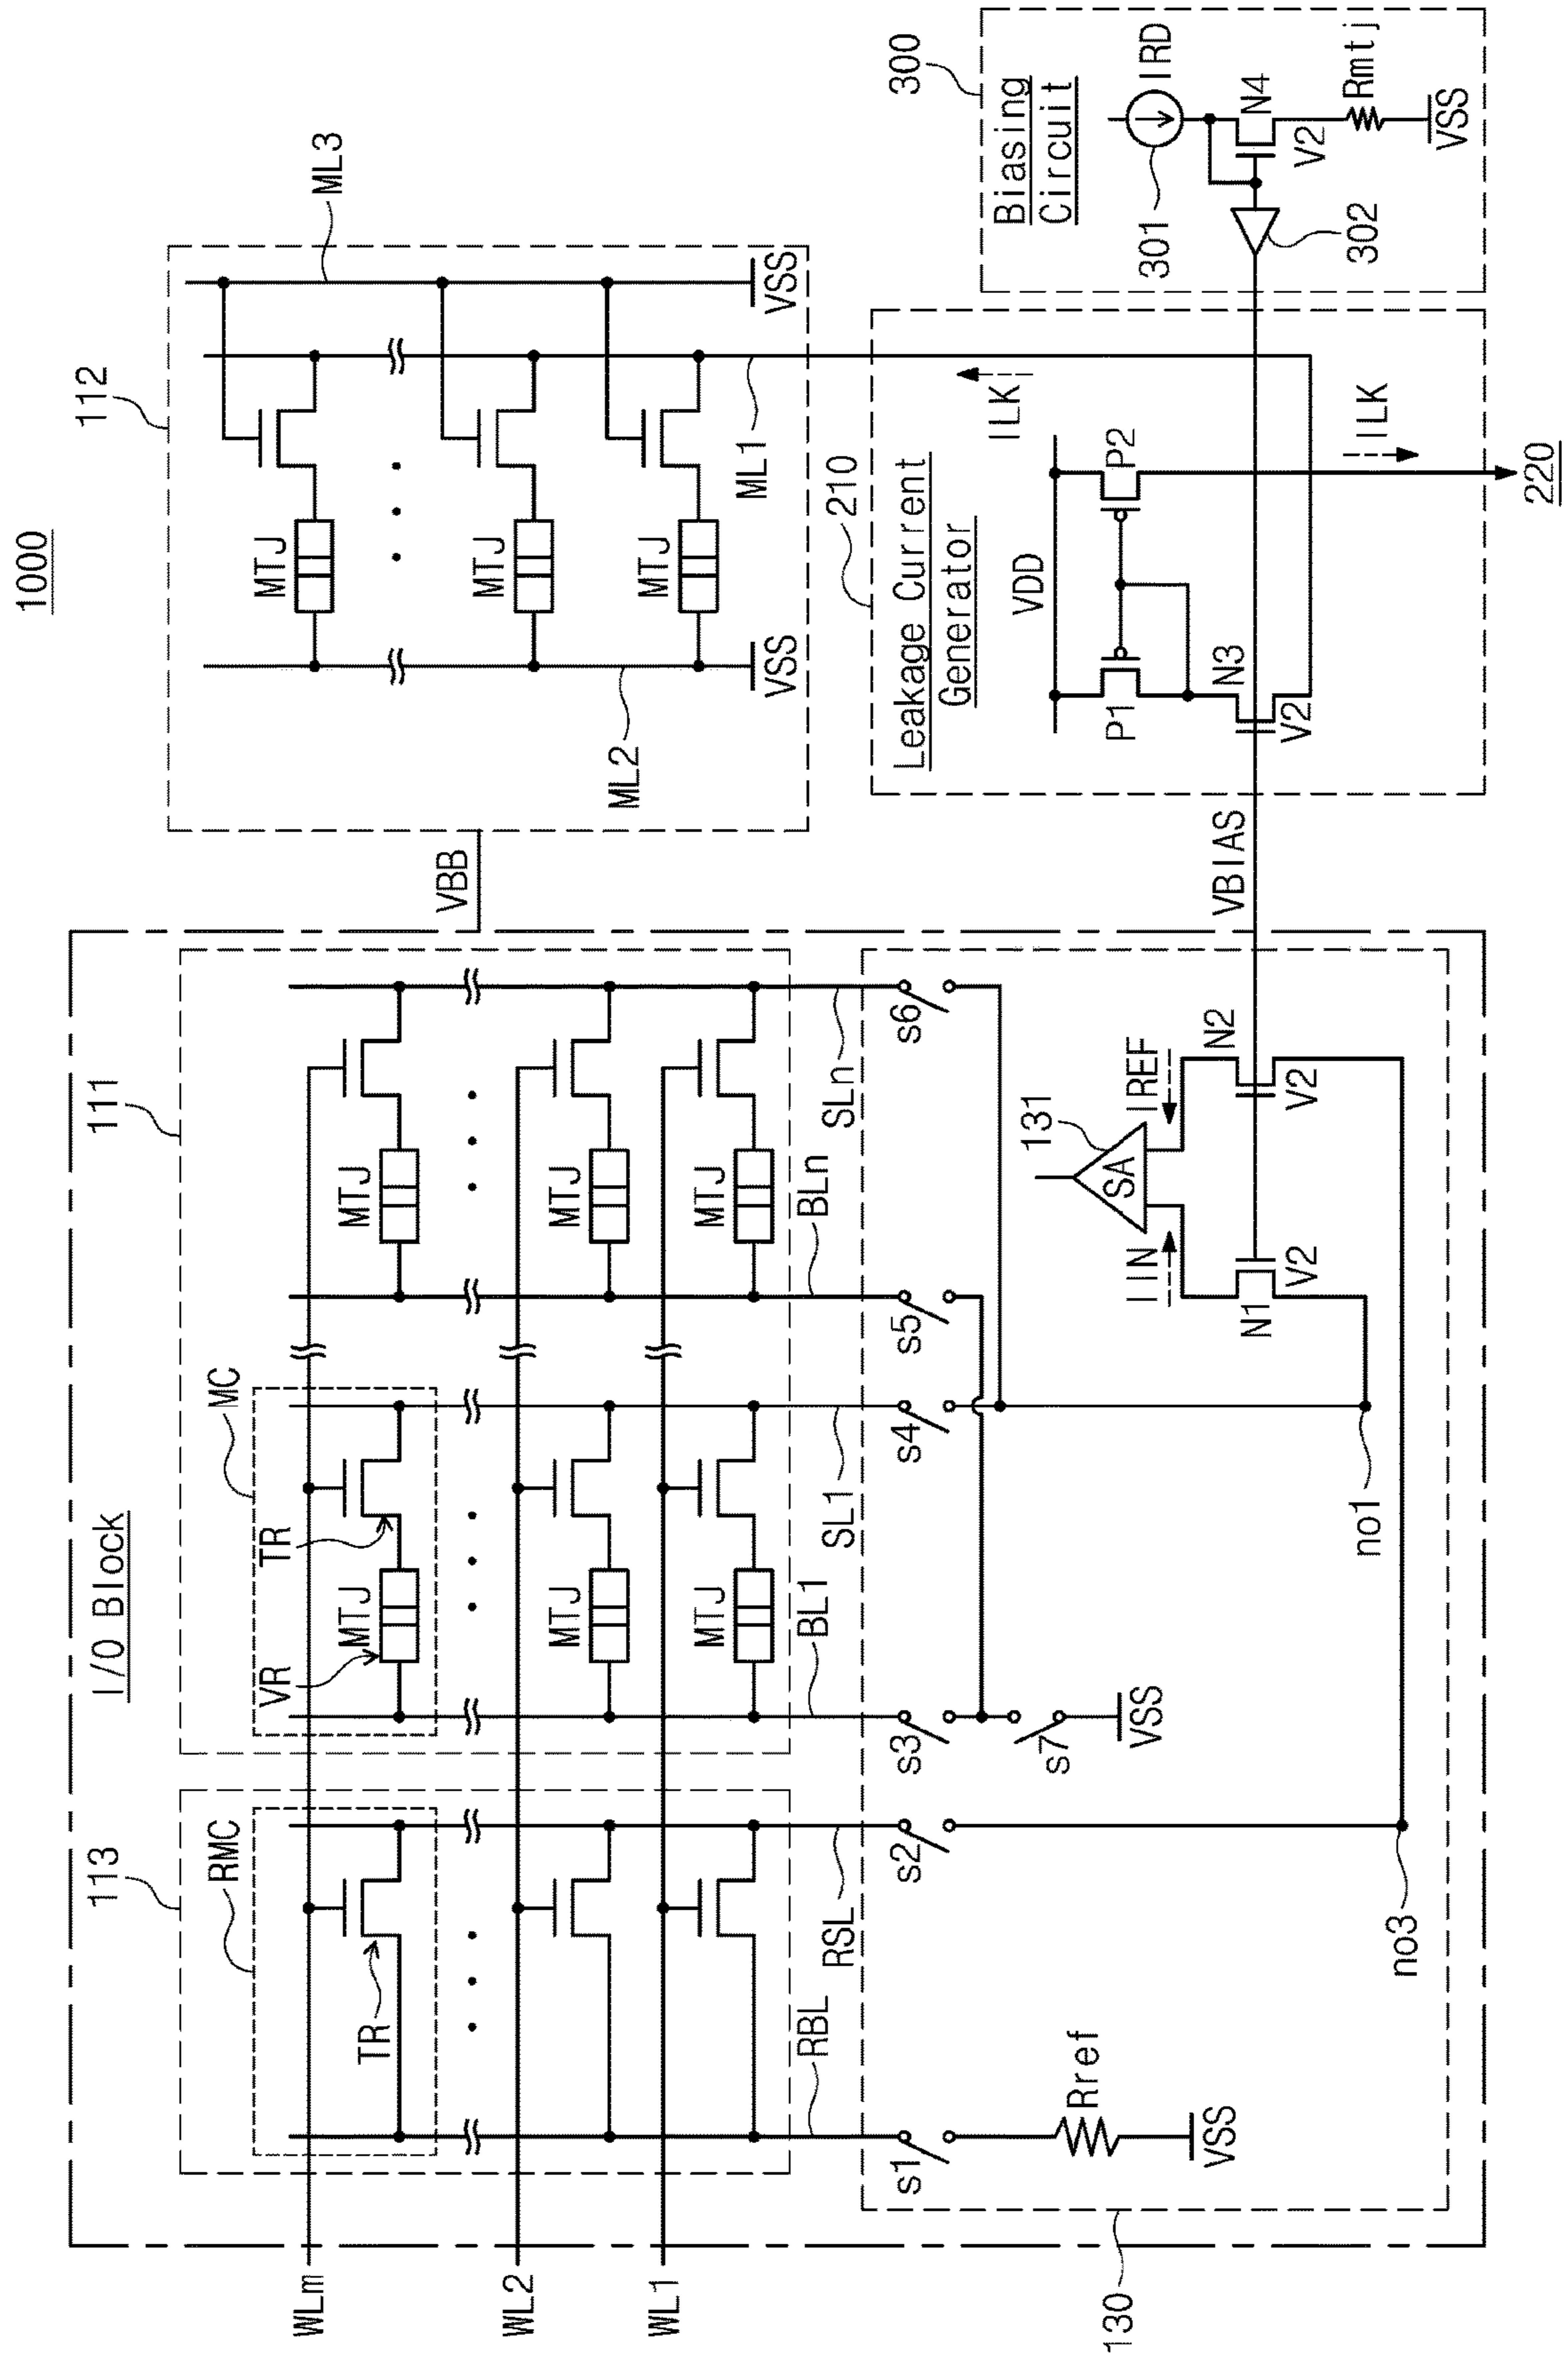 1000
I/O Block
WLm
WL2
WL1
113
RMC
TR
RSL
RBL
111
MC
VR
TR
MTJ
MTJ
MTJ
BL1
SL1
MTJ
MTJ
MTJ
BLn
SLn
VBB
112
MTJ
MTJ
MTJ
ML1
ML2
ML3
VSS
VSS
130
s1
s2
s3
s4
s5
s6
s7
Rref
VSS
VSS
no1
no3
131
SA
IIN
IREF
N1
V2
N2
V2
VBIAS
210
Leakage Current
Generator
VDD
P1
P2
N3
V2
ILK
ILK
220
300
Biasing
Circuit
301
IRD
302
N4
V2
Rmtj
VSS